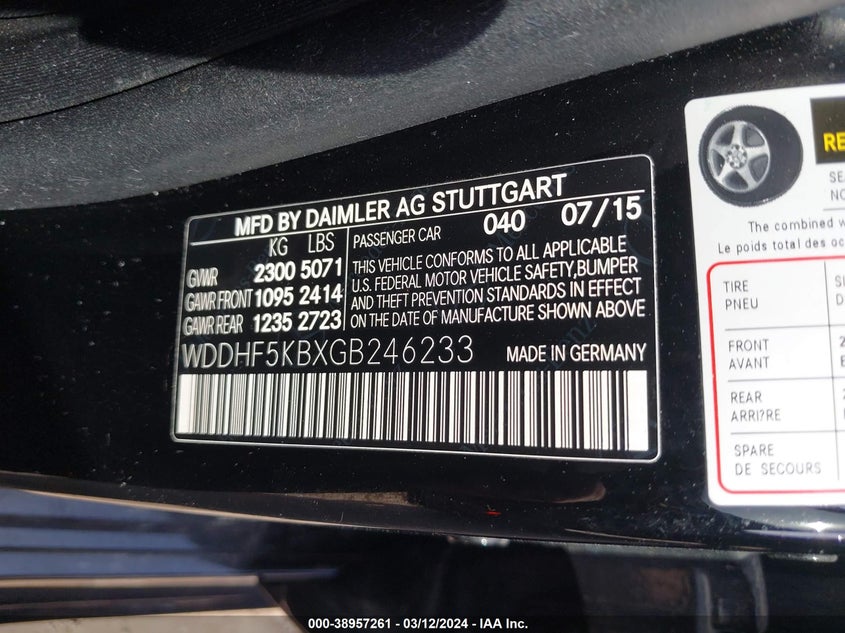 MFD BY DAIMLER AG STUTTGART
KG LBS
GVWR 2300 5071
GAWR FRONT 1095 2414
GAWR REAR 1235 2723
PASSENGER CAR 040 07/15
THIS VEHICLE CONFORMS TO ALL APPLICABLE
U.S. FEDERAL MOTOR VEHICLE SAFETY,BUMPER
AND THEFT PREVENTION STANDARDS IN EFFECT
ON THE DATE OF MANUFACTURE SHOWN ABOVE
WDDHF5KBXGB246233 MADE IN GERMANY
The combined
Le poids total des
TIRE
PNEU
FRONT
AVANT
REAR
ARRI?RE
SPARE
DE SECOURS
000-38957261 - 03/12/2024 - IAA Inc.